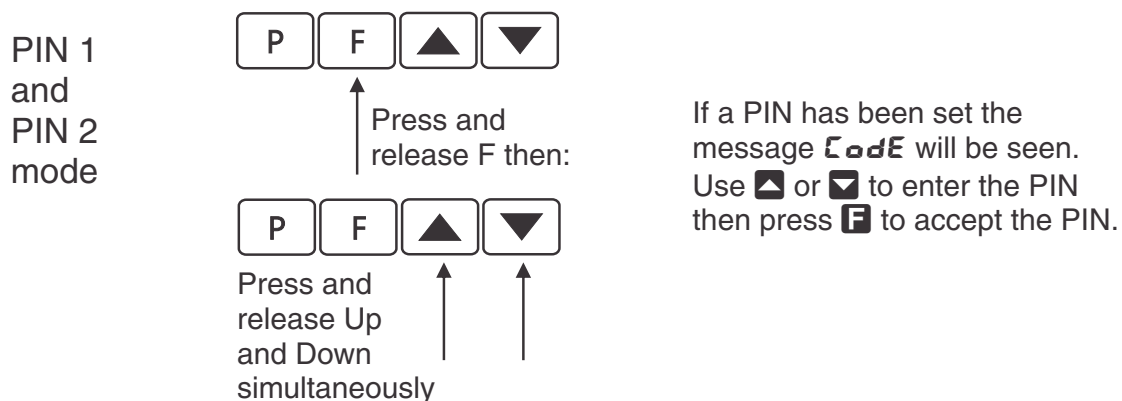 PIN 1
and
PIN 2
mode
P F ▲ ▼
Press and
release F then:
P F ▲ ▼
Press and
release Up
and Down
simultaneously
If a PIN has been set the
message CodE will be seen.
Use ▲ or ▼ to enter the PIN
then press F to accept the PIN.